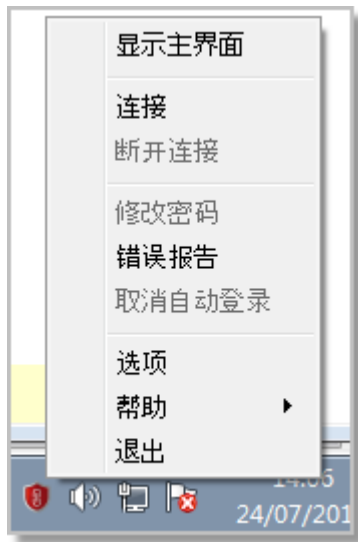 显示主界面
连接
断开连接
修改密码
错误报告
取消自动登录
选项
帮助
退出
24/07/201